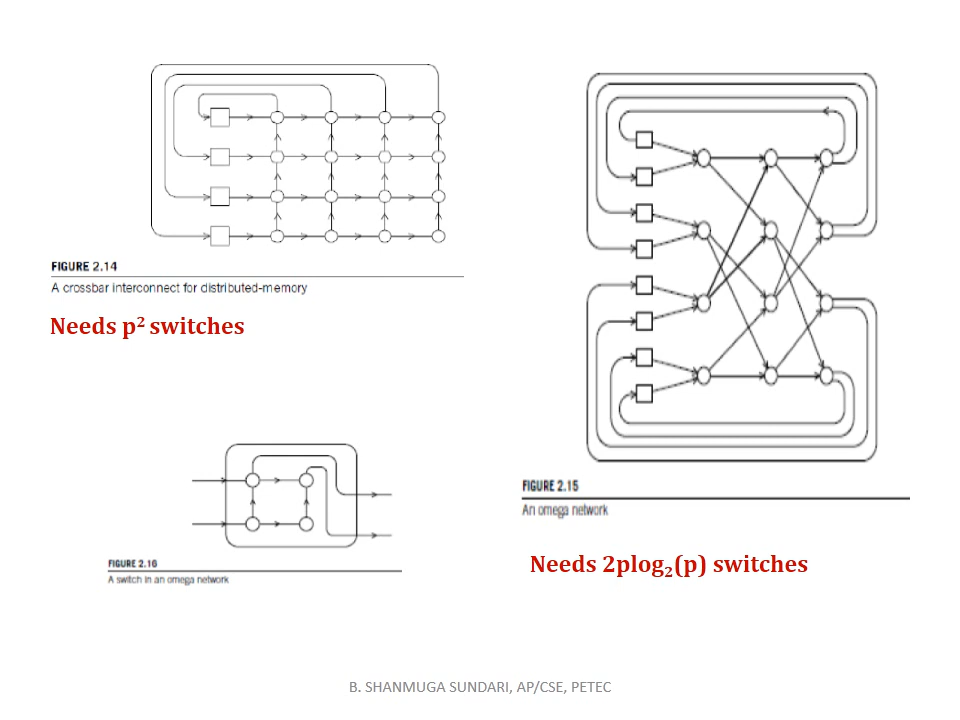 FIGURE 2.14
A crossbar interconnect for distributed-memory
Needs p² switches
FIGURE 2.16
A switch in an omega network
FIGURE 2.15
An omega network
Needs 2plog₂(p) switches
B. SHANMUGA SUNDARI, AP/CSE, PETEC